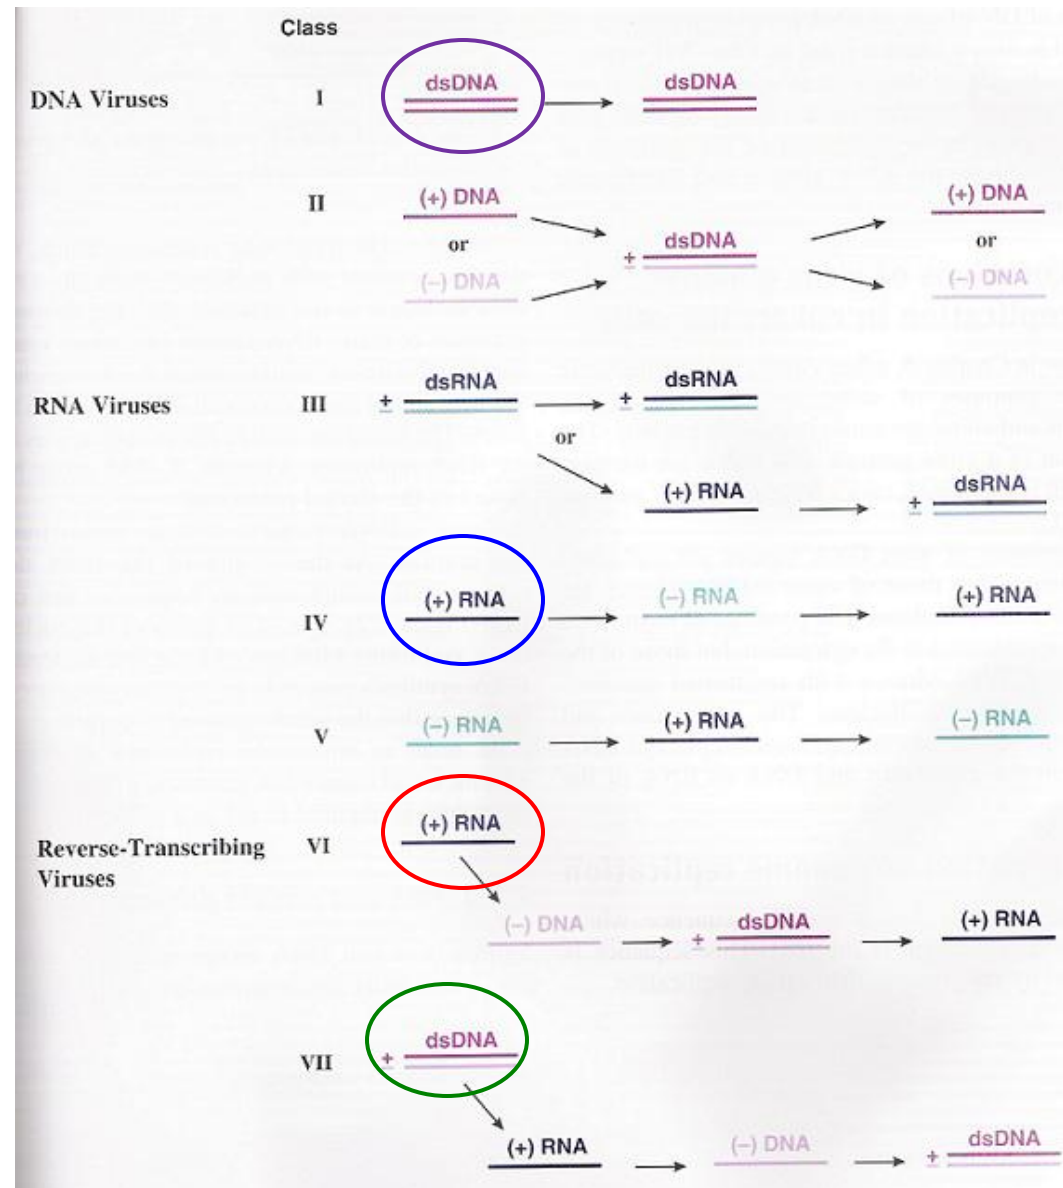 Class
DNA Viruses I dsDNA dsDNA
II (+) DNA (+) DNA
or ± dsDNA or
(−) DNA (−) DNA
RNA Viruses III ± dsRNA ± dsRNA
or
(+) RNA ± dsRNA
IV (+) RNA (−) RNA (+) RNA
V (−) RNA (+) RNA (−) RNA
Reverse-Transcribing VI (+) RNA
Viruses
(−) DNA ± dsDNA (+) RNA
VII ± dsDNA
(+) RNA (−) DNA ± dsDNA